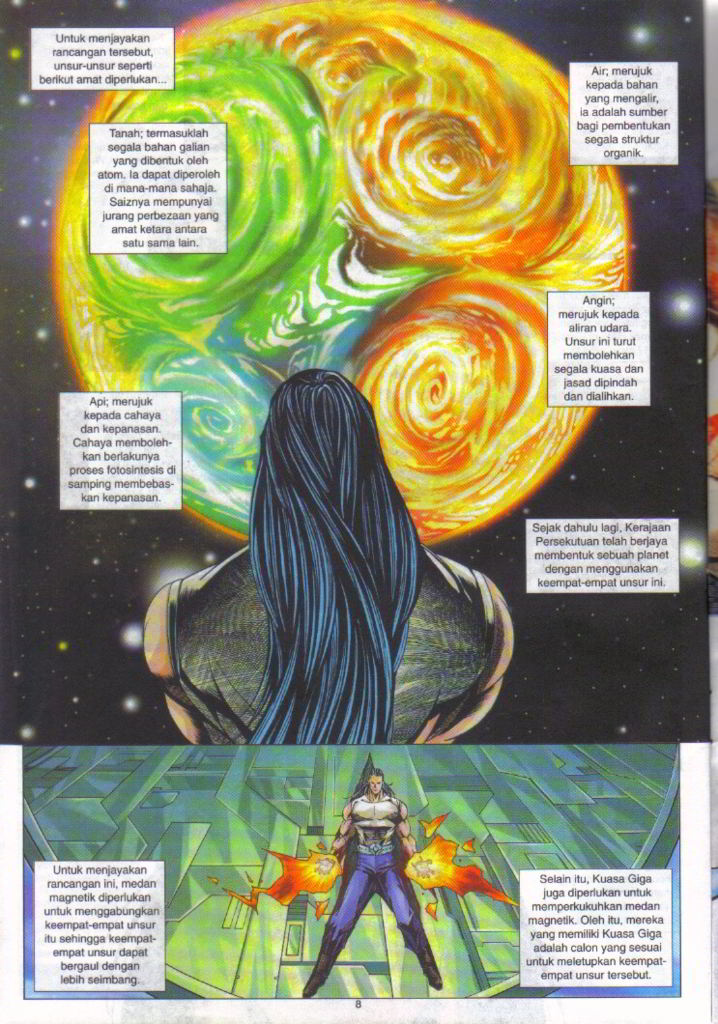 Untuk menjayakan
rancangan tersebut,
unsur-unsur seperti
berikut amat diperlukan...
Tanah; termasuklah
segala bahan galian
yang dibentuk oleh
atom. Ia dapat diperoleh
di mana-mana sahaja.
Saiznya mempunyai
jurang perbezaan yang
amat ketara antara
satu sama lain.
Air; merujuk
kepada bahan
yang mengalir,
ia adalah sumber
bagi pembentukan
segala struktur
organik.
Angin;
merujuk kepada
aliran udara.
Unsur ini turut
membolehkan
segala kuasa dan
jasad dipindah
dan dialihkan.
Api; merujuk
kepada cahaya
dan kepanasan.
Cahaya memboleh-
kan berlakunya
proses fotosintesis di
samping membebas-
kan kepanasan.
Sejak dahulu lagi, Kerajaan
Persekutuan telah berjaya
membentuk sebuah planet
dengan menggunakan
keempat-empat unsur ini.
Untuk menjayakan
rancangan ini, medan
magnetik diperlukan
untuk menggabungkan
keempat-empat unsur
itu sehingga keempat-
empat unsur dapat
bergaul dengan
lebih seimbang.
Selain itu, Kuasa Giga
juga diperlukan untuk
memperkukuhkan medan
magnetik. Oleh itu, mereka
yang memiliki Kuasa Giga
adalah calon yang sesuai
untuk meletupkan keempat-
empat unsur tersebut.
8